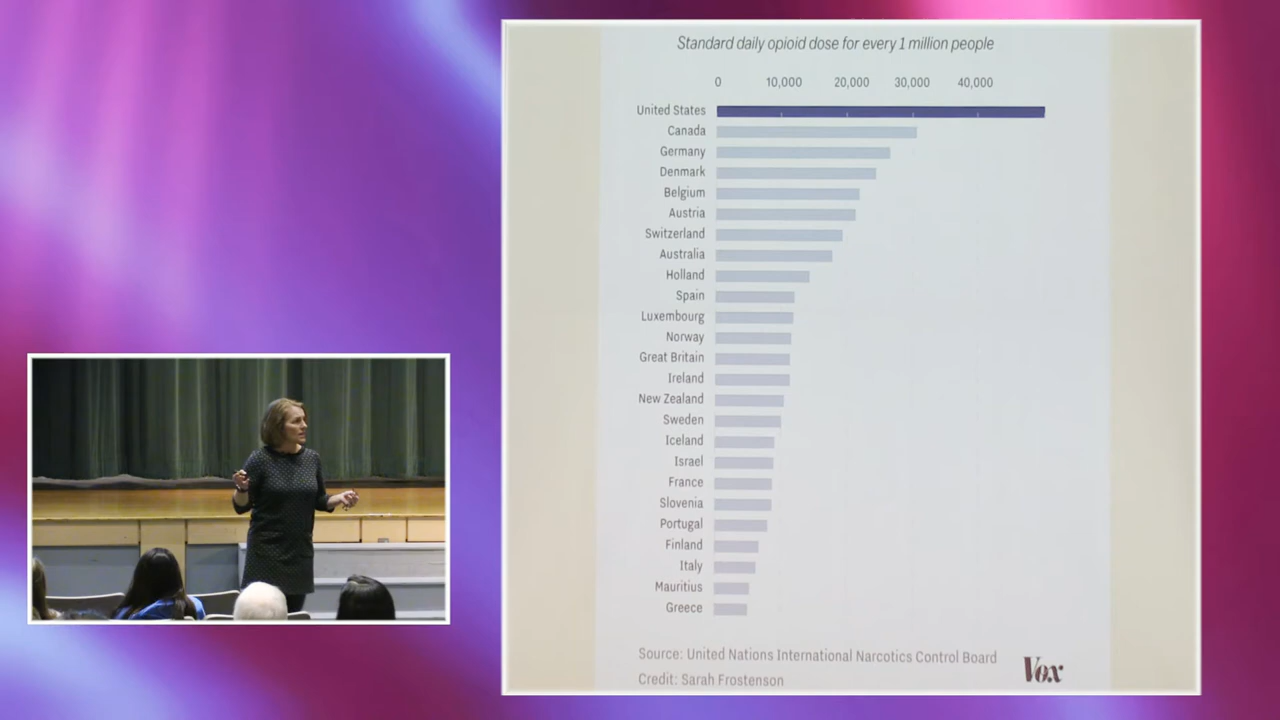 Standard daily opioid dose for every 1 million people
0 10,000 20,000 30,000 40,000
United States
Canada
Germany
Denmark
Belgium
Austria
Switzerland
Australia
Holland
Spain
Luxembourg
Norway
Great Britain
Ireland
New Zealand
Sweden
Iceland
Israel
France
Slovenia
Portugal
Finland
Italy
Mauritius
Greece
Source: United Nations International Narcotics Control Board
Vox
Credit: Sarah Frostenson